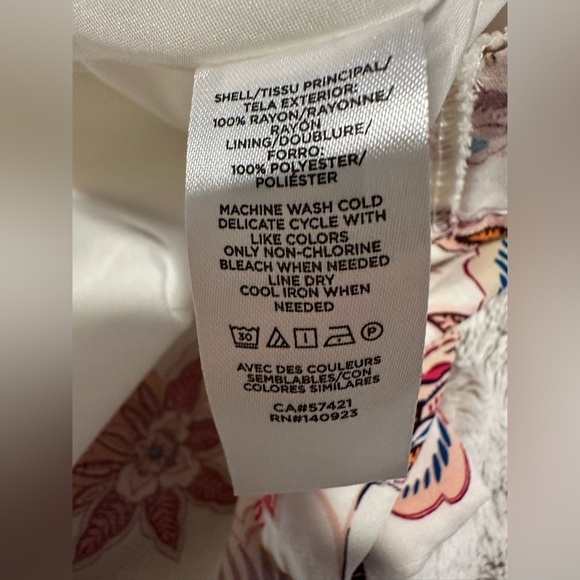 SHELL/TISSU PRINCIPAL/
TELA EXTERIOR:
100% RAYON/RAYONNE/
RAYÓN
LINING/DOUBLURE/
FORRO:
100% POLYESTER/
POLIÉSTER
MACHINE WASH COLD
DELICATE CYCLE WITH
LIKE COLORS
ONLY NON-CHLORINE
BLEACH WHEN NEEDED
LINE DRY
COOL IRON WHEN
NEEDED
30 P
AVEC DES COULEURS
SEMBLABLES/CON
COLORES SIMILARES
CA#57421
RN#140923